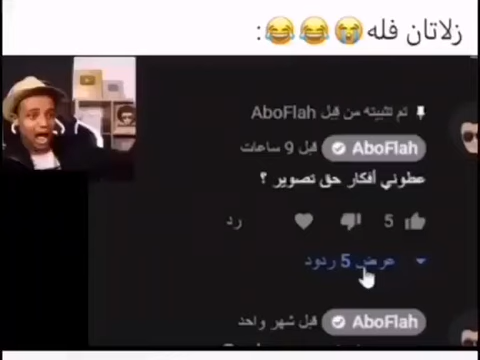 زلاتان فله😂😭😂😂:
تم تثبيته من قبل AboFlah
AboFlah قبل 9 ساعات
عطوني أفكار حق تصوير ؟
5 رد
عرض 5 ردود
AboFlah قبل شهر واحد